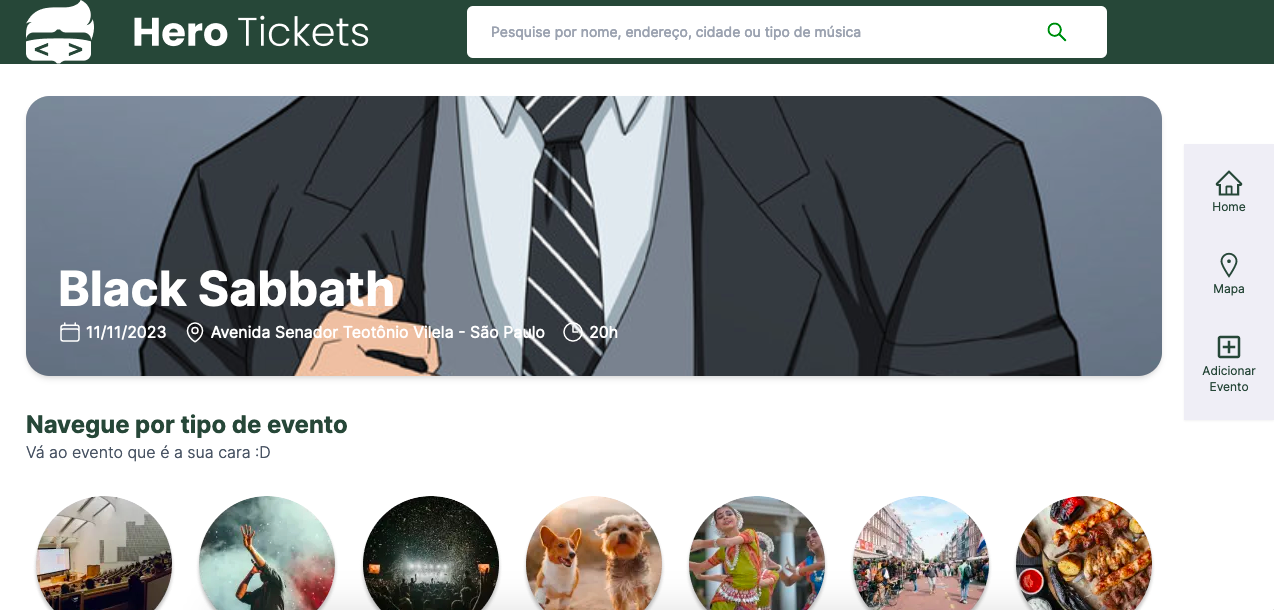 Hero Tickets
Pesquise por nome, endereço, cidade ou tipo de música
Black Sabbath
11/11/2023 Avenida Senador Teotônio Vilela - São Paulo 20h
Home
Mapa
Adicionar
Evento
Navegue por tipo de evento
Vá ao evento que é a sua cara :D